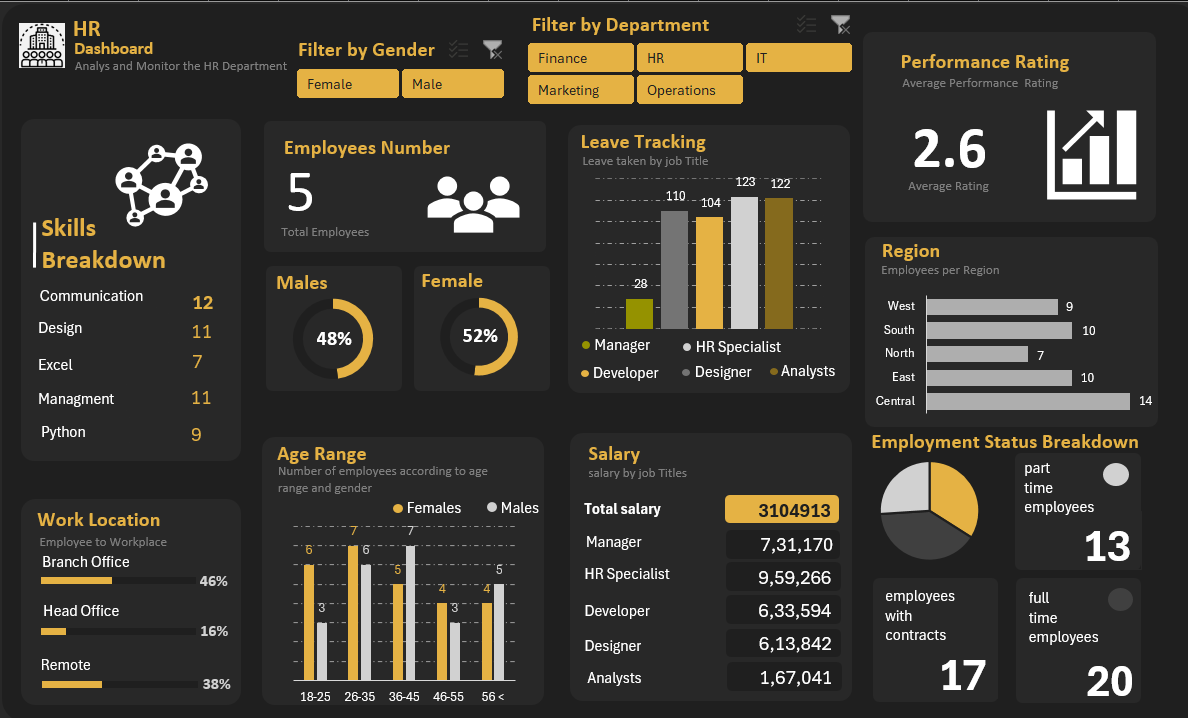 HR
Dashboard
Analys and Monitor the HR Department
Filter by Gender
Female
Male
Filter by Department
Finance
HR
IT
Marketing
Operations
Performance Rating
Average Performance Rating
2.6
Average Rating
Skills
Breakdown
Communication 12
Design 11
Excel 7
Managment 11
Python 9
Employees Number
5
Total Employees
Males
48%
Female
52%
Leave Tracking
Leave taken by job Title
28
110
104
123
122
Manager
HR Specialist
Developer
Designer
Analysts
Region
Employees per Region
West 9
South 10
North 7
East 10
Central 14
Work Location
Employee to Workplace
Branch Office
46%
Head Office
16%
Remote
38%
Age Range
Number of employees according to age
range and gender
Females
Males
6
3
7
6
5
7
4
3
4
5
18-25
26-35
36-45
46-55
56 <
Salary
salary by job Titles
Total salary 3104913
Manager 7,31,170
HR Specialist 9,59,266
Developer 6,33,594
Designer 6,13,842
Analysts 1,67,041
Employment Status Breakdown
part
time
employees
13
employees
with
contracts
17
full
time
employees
20